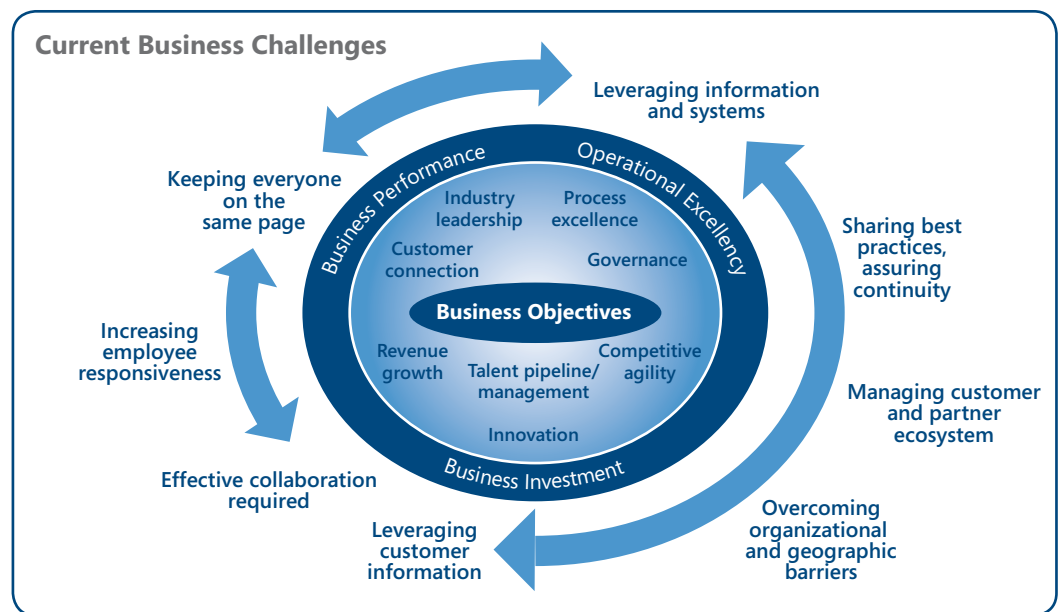 Current Business Challenges
Leveraging information
and systems
Keeping everyone
on the
same page
Business Performance
Operational Excellency
Industry
leadership
Process
excellence
Customer
connection
Governance
Sharing best
practices,
assuring
continuity
Business Objectives
Increasing
employee
responsiveness
Revenue
growth
Talent pipeline/
management
Competitive
agility
Managing customer
and partner
ecosystem
Innovation
Business Investment
Effective collaboration
required
Leveraging
customer
information
Overcoming
organizational
and geographic
barriers